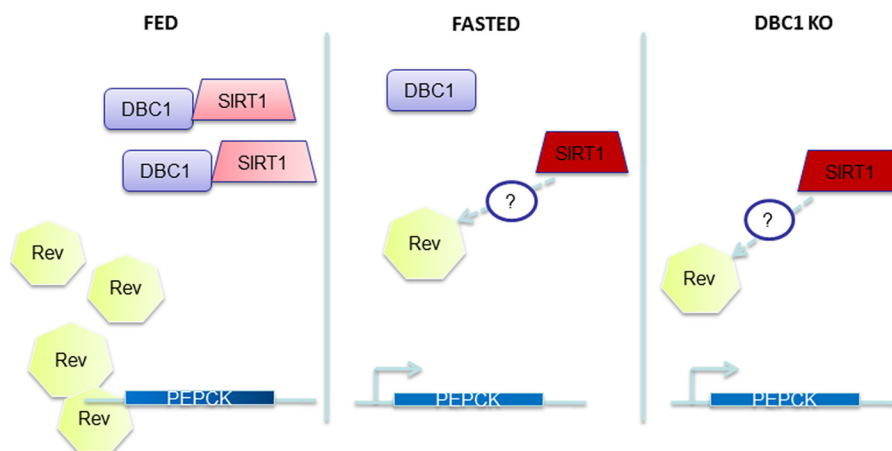 FED
DBC1
SIRT1
DBC1
SIRT1
Rev
Rev
Rev
Rev
PEPCK
FASTED
DBC1
SIRT1
?
Rev
PEPCK
DBC1 KO
SIRT1
?
Rev
PEPCK